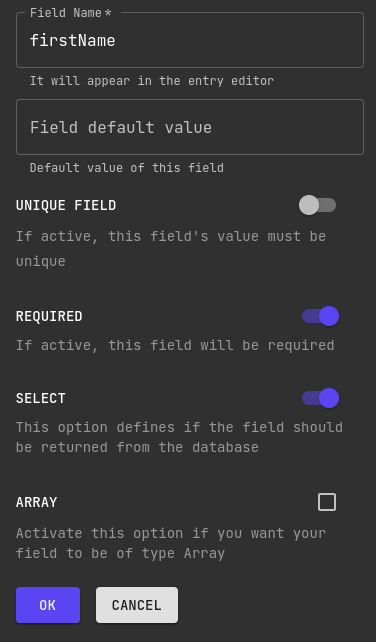 Field Name*
firstName
It will appear in the entry editor
Field default value
Default value of this field
UNIQUE FIELD
If active, this field's value must be
unique
REQUIRED
If active, this field will be required
SELECT
This option defines if the field should
be returned from the database
ARRAY
Activate this option if you want your
field to be of type Array
OK
CANCEL